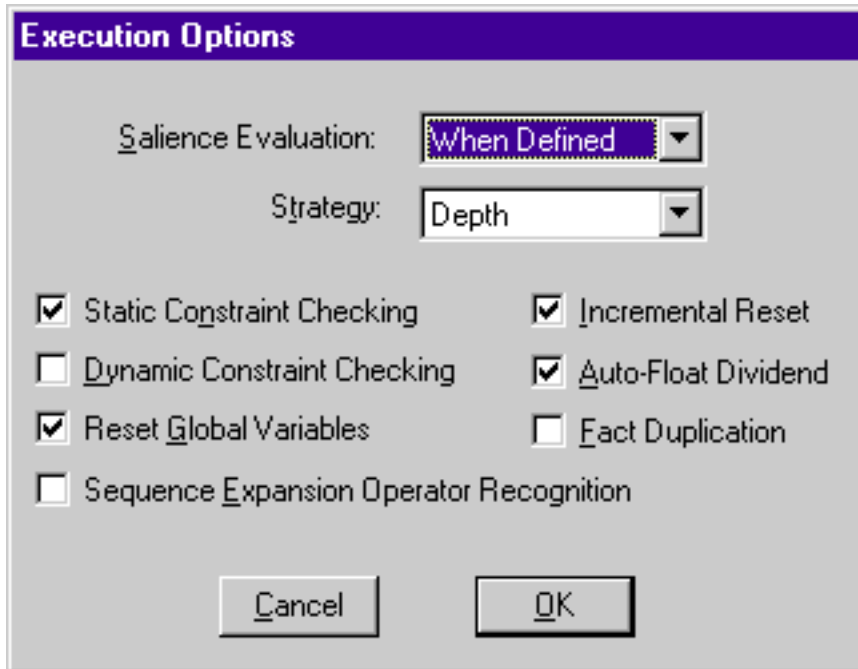 Execution Options
Salience Evaluation: When Defined
Strategy: Depth
Static Constraint Checking Incremental Reset
Dynamic Constraint Checking Auto-Float Dividend
Reset Global Variables Fact Duplication
Sequence Expansion Operator Recognition
Cancel OK